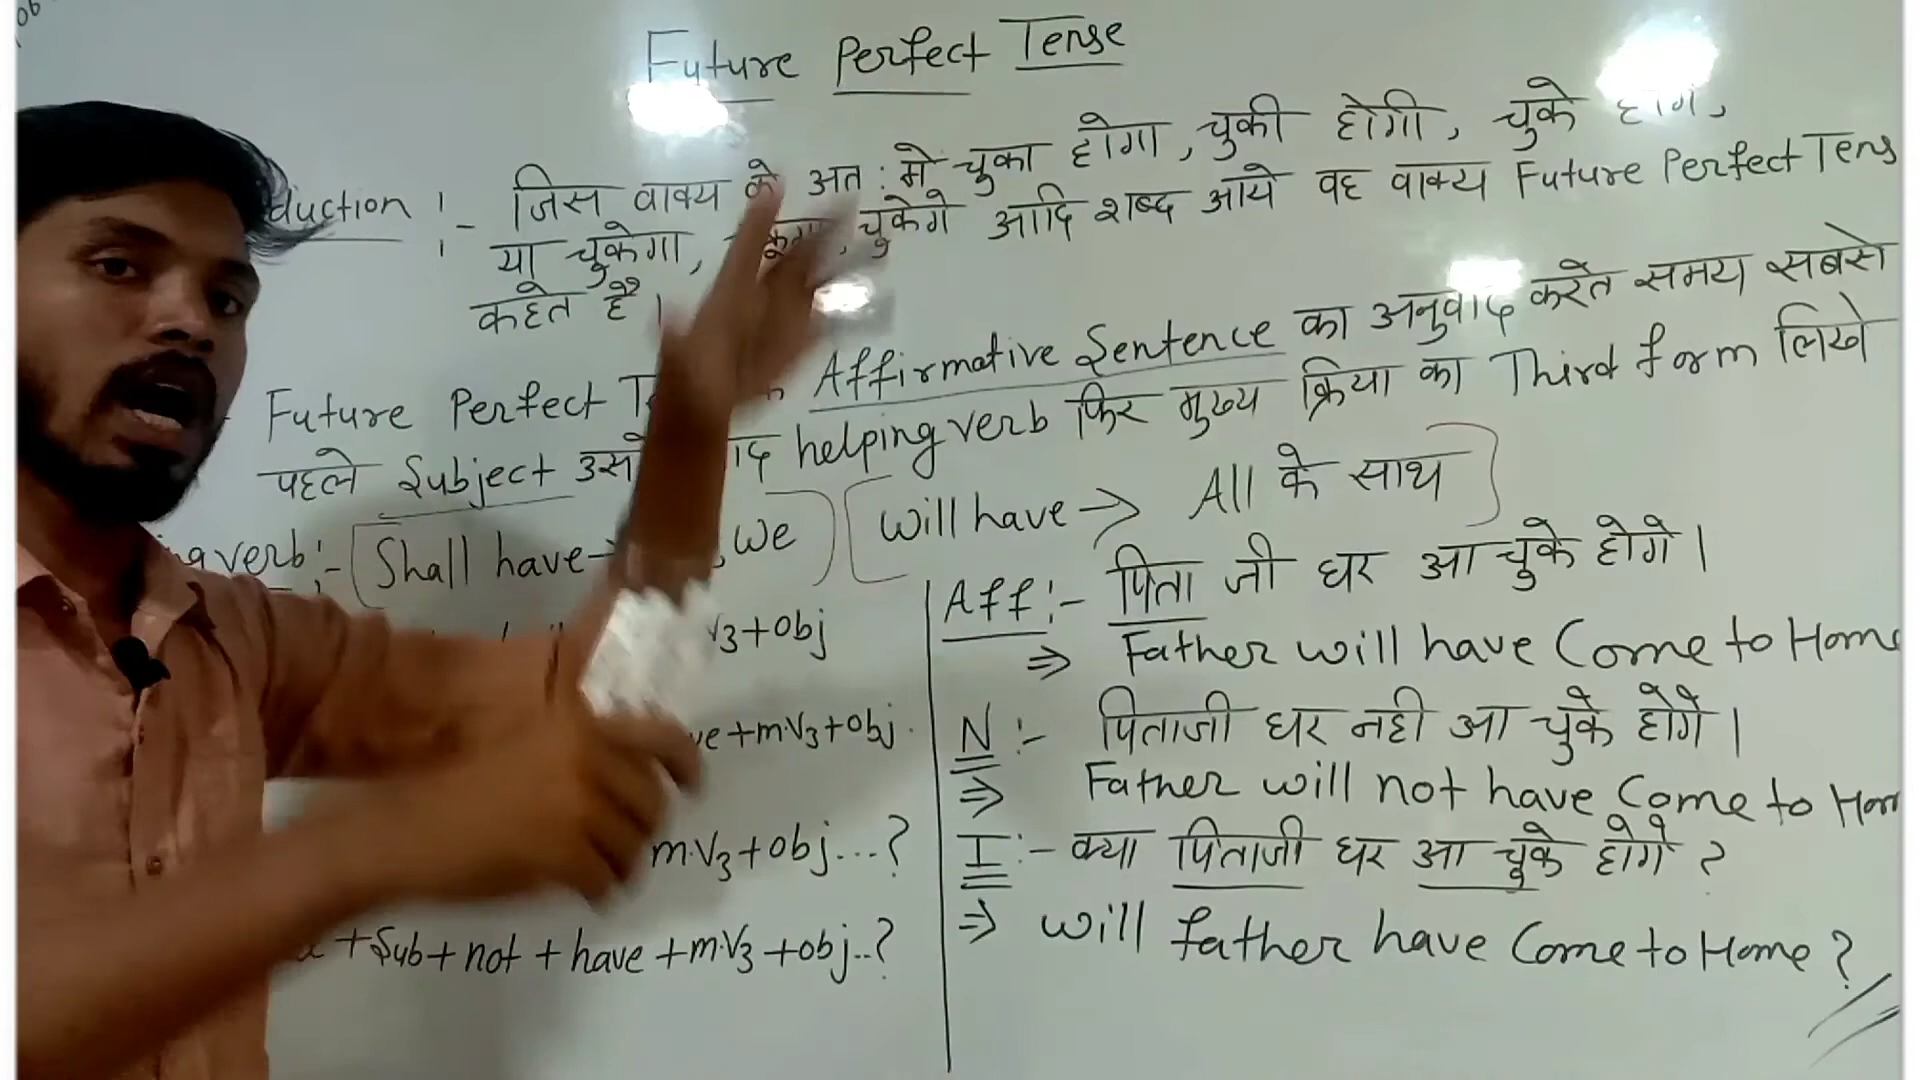 Future Perfect Tense
duction :- जिस वाक्य के अत: मे चुका होगा, चुकी होगी, चुके होगे,
या चुकेगा, चुकेगे आदि शब्द आये वह वाक्य Future Perfect Tens
कहते है।
Future Perfect Affirmative Sentence का अनुवाद करते समय सबसे
पहले Subject helping verb फिर मुख्य क्रिया का Third form लिखे
verb:- Shall have → , We will have → All के साथ
V3+obj
+m.V3+obj.
m.V3+obj...?
+Sub+not+have+m.V3+obj..?
Aff:- पिता जी घर आ चुके होगे।
⇒ Father will have Come to Home
N:- पिताजी घर नही आ चुके होगे।
⇒ Father will not have Come to Hom
I:- क्या पिताजी घर आ चुके होगे ?
⇒ will father have Come to Home ?